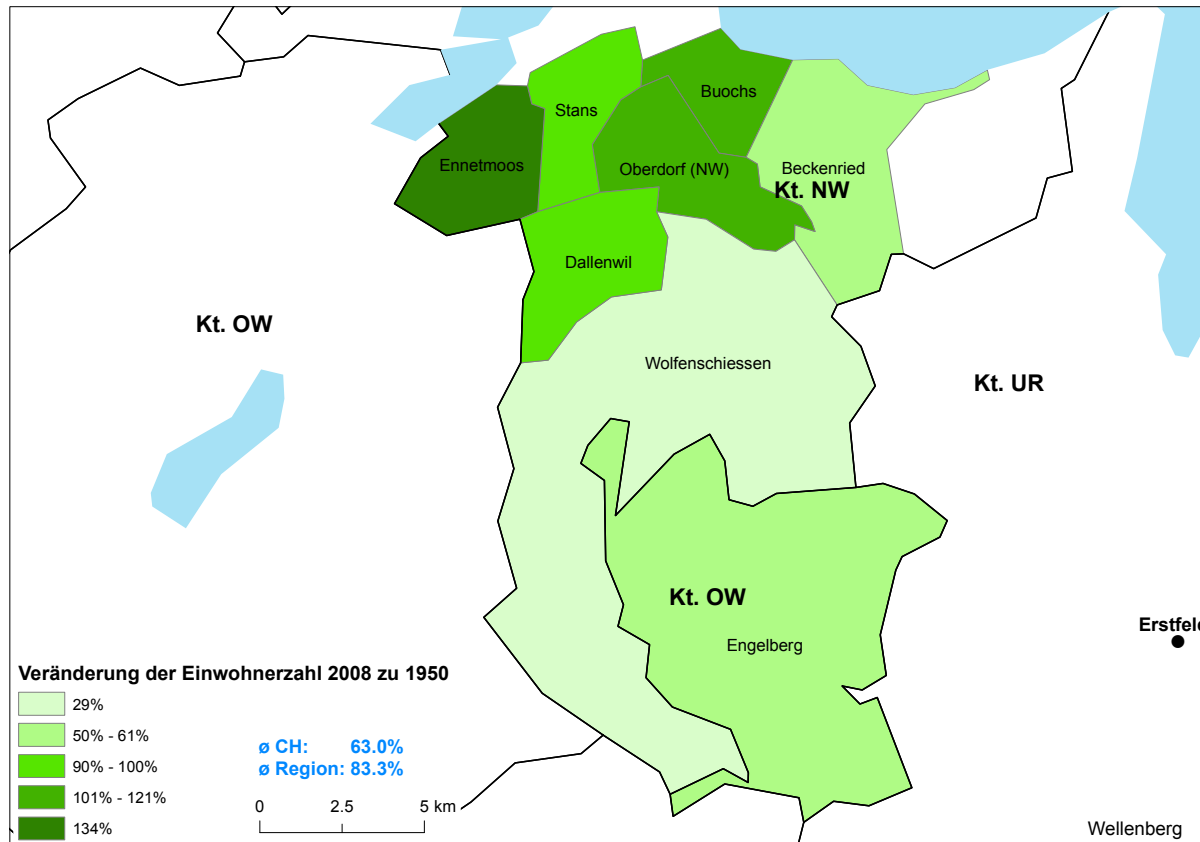 Buochs
Stans
Ennetmoos
Oberdorf (NW)
Beckenried
Kt. NW
Dallenwil
Kt. OW
Wolfenschiessen
Kt. UR
Kt. OW
Erstfeld
Engelberg
Veränderung der Einwohnerzahl 2008 zu 1950
29%
50% - 61%
90% - 100%
101% - 121%
134%
ø CH: 63.0%
ø Region: 83.3%
0 2.5 5 km
Wellenberg